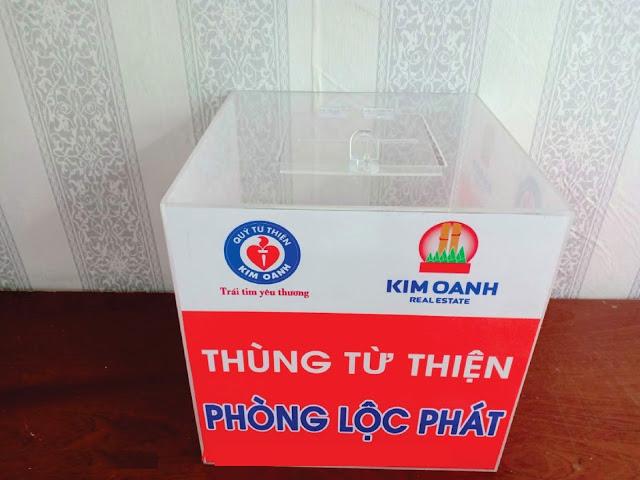 QUỸ TỪ THIỆN
KIM OANH
Trái tim yêu thương
KIM OANH
REAL ESTATE
THÙNG TỪ THIỆN
PHÒNG LỘC PHÁT